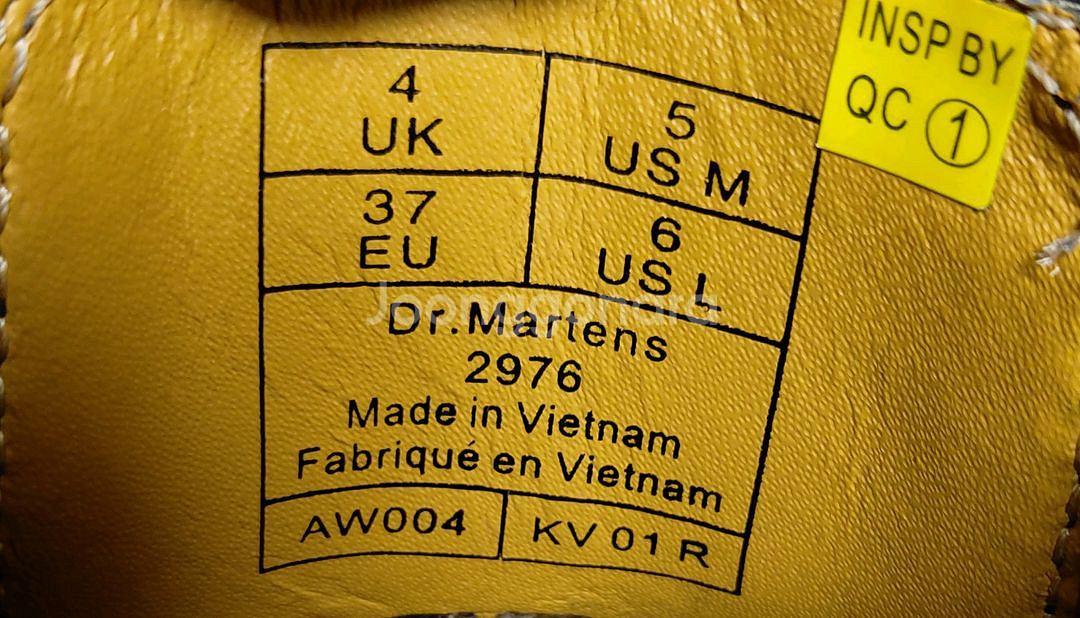 4
UK
5
US M
37
EU
6
US L
Dr.Martens
2976
Made in Vietnam
Fabriqué en Vietnam
AW004
KV 01 R
INSP BY
QC 1
Joonggonara